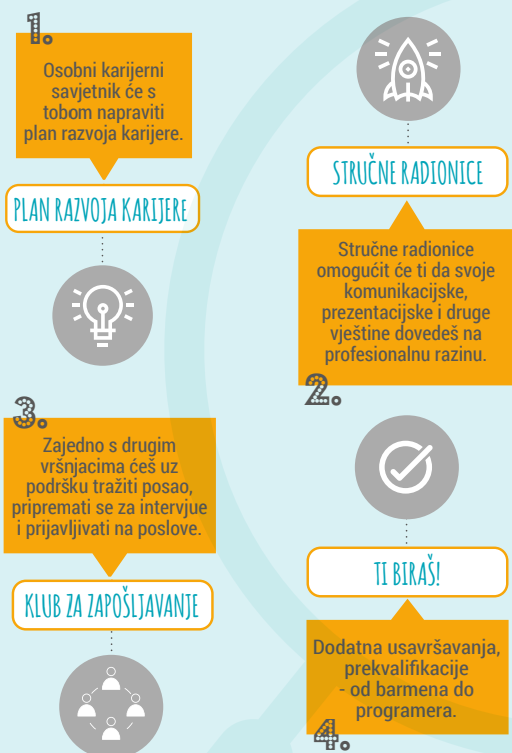 1.
Osobni karijerni
savjetnik će s
tobom napraviti
plan razvoja karijere.
PLAN RAZVOJA KARIJERE
STRUČNE RADIONICE
Stručne radionice
omogućit će ti da svoje
komunikacijske,
prezentacijske i druge
vještine dovedeš na
profesionalnu razinu.
2.
3.
Zajedno s drugim
vršnjacima ćeš uz
podršku tražiti posao,
pripremati se za intervjue
i prijavljivati na poslove.
KLUB ZA ZAPOŠLJAVANJE
TI BIRAŠ!
Dodatna usavršavanja,
prekvalifikacije
- od barmena do
programera.
4.